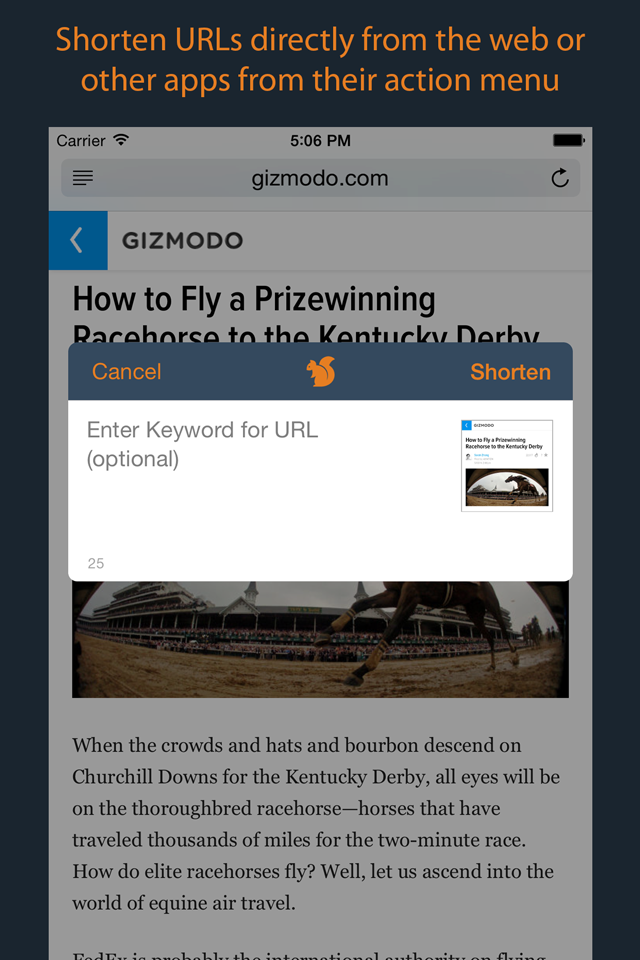 Shorten URLs directly from the web or
other apps from their action menu
Carrier
5:06 PM
gizmodo.com
GIZMODO
How to Fly a Prizewinning
Racehorse to the Kentucky Derby
Cancel
Shorten
Enter Keyword for URL
(optional)
GIZMODO
How to Fly a Prizewinning
Racehorse to the Kentucky Derby
25
When the crowds and hats and bourbon descend on
Churchill Downs for the Kentucky Derby, all eyes will be
on the thoroughbred racehorse—horses that have
traveled thousands of miles for the two-minute race.
How do elite racehorses fly? Well, let us ascend into the
world of equine air travel.
FedEx is probably the international authority on flying